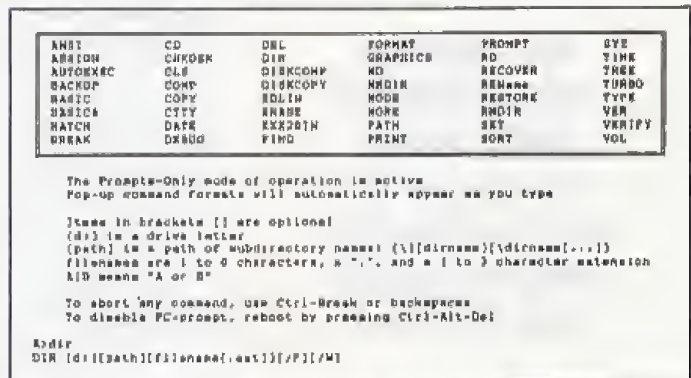 ANSI CD DEL FORMAT PROMPT SYS
ASSIGN CHKDSK DIR GRAPHICS RD TIME
AUTOEXEC CLS DISKCOMP MD RECOVER TREE
BACKUP COMP DISKCOPY MKDIR REName TURBO
BASIC COPY EDLIN MODE RESTORE TYPE
BASICA CTTY ERASE MORE RMDIR VER
BATCH DATE EXE2BIN PATH SET VERIFY
BREAK DEBUG FIND PRINT SORT VOL
The Prompts-Only mode of operation is active
Pop-up command formats will automatically appear as you type
Items in brackets [] are optional
[d:] is a drive letter
[path] is a path of subdirectory names: [\][dirname][\dirname[...]]
filenames are 1 to 8 characters, a ".", and a 1 to 3 character extension
A|B means "A or B"
To abort any command, use Ctrl-Break or backspaces
To disable PC-prompt, reboot by pressing Ctrl-Alt-Del
A>dir
DIR [d:][path][filename[.ext]][/P][/W]